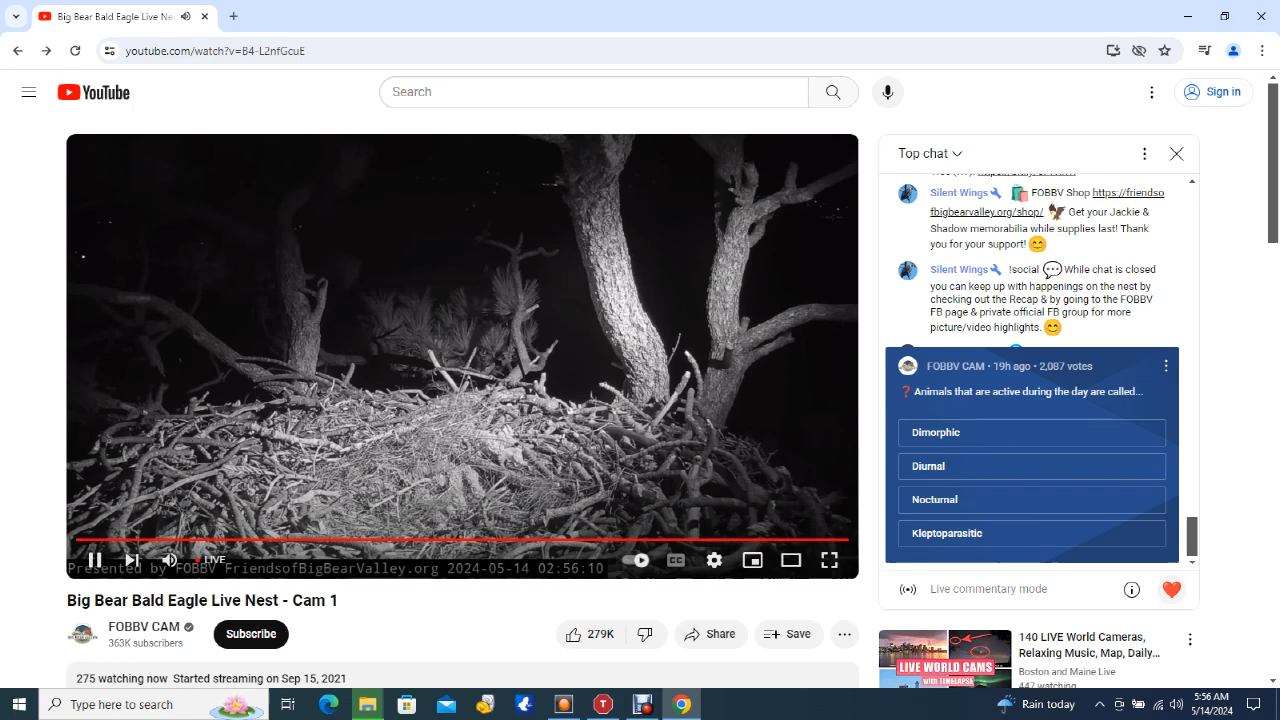 Big Bear Bald Eagle Live Ne
youtube.com/watch?v=B4-L2nfGcuE
YouTube
Search
Sign in
Top chat
Silent Wings FOBBV Shop https://friendso
fbigbearvalley.org/shop/ Get your Jackie &
Shadow memorabilia while supplies last! Thank
you for your support!
Silent Wings !social While chat is closed
you can keep up with happenings on the nest by
checking out the Recap & by going to the FOBBV
FB page & private official FB group for more
picture/video highlights.
FOBBV CAM • 19h ago • 2,087 votes
❓Animals that are active during the day are called...
Dimorphic
Diurnal
Nocturnal
Kleptoparasitic
Live commentary mode
LIVE
Presented by FOBBV FriendsofBigBearValley.org 2024-05-14 02:56:10
Big Bear Bald Eagle Live Nest - Cam 1
FOBBV CAM
363K subscribers
Subscribe
279K
Share
Save
275 watching now Started streaming on Sep 15, 2021
LIVE WORLD CAMS
WITH TIMELAPSE
140 LIVE World Cameras,
Relaxing Music, Map, Daily...
Boston and Maine Live
447 watching
Type here to search
Rain today
5:56 AM
5/14/2024